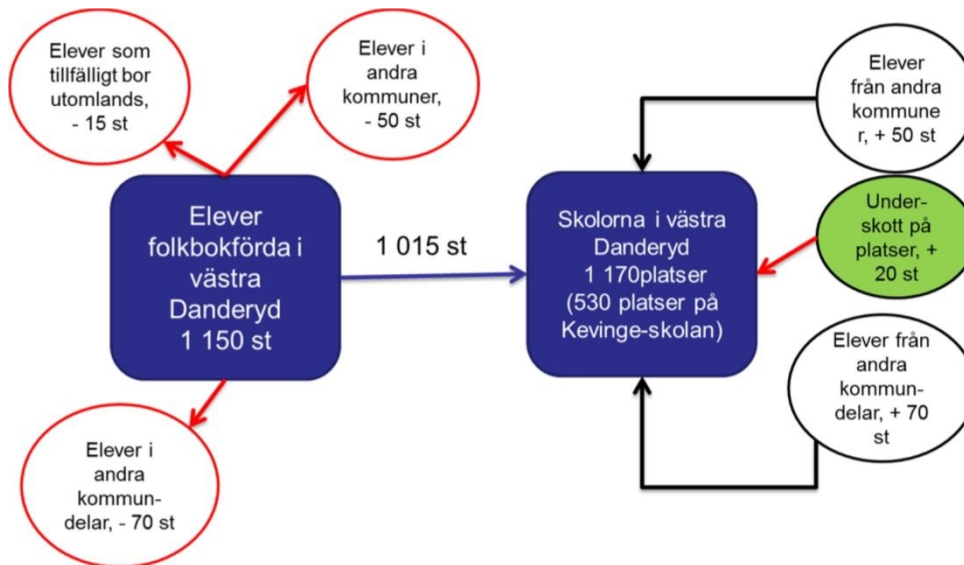 Elever som
tillfälligt bor
utomlands,
- 15 st
Elever i
andra
kommuner,
- 50 st
Elever
från andra
kommune
r, + 50 st
Elever
folkbokförda i
västra
Danderyd
1 150 st
1 015 st
Skolorna i västra
Danderyd
1 170platser
(530 platser på
Kevinge-skolan)
Under-
skott på
platser, +
20 st
Elever i
andra
kommun-
delar, - 70 st
Elever från
andra
kommun-
delar, + 70
st